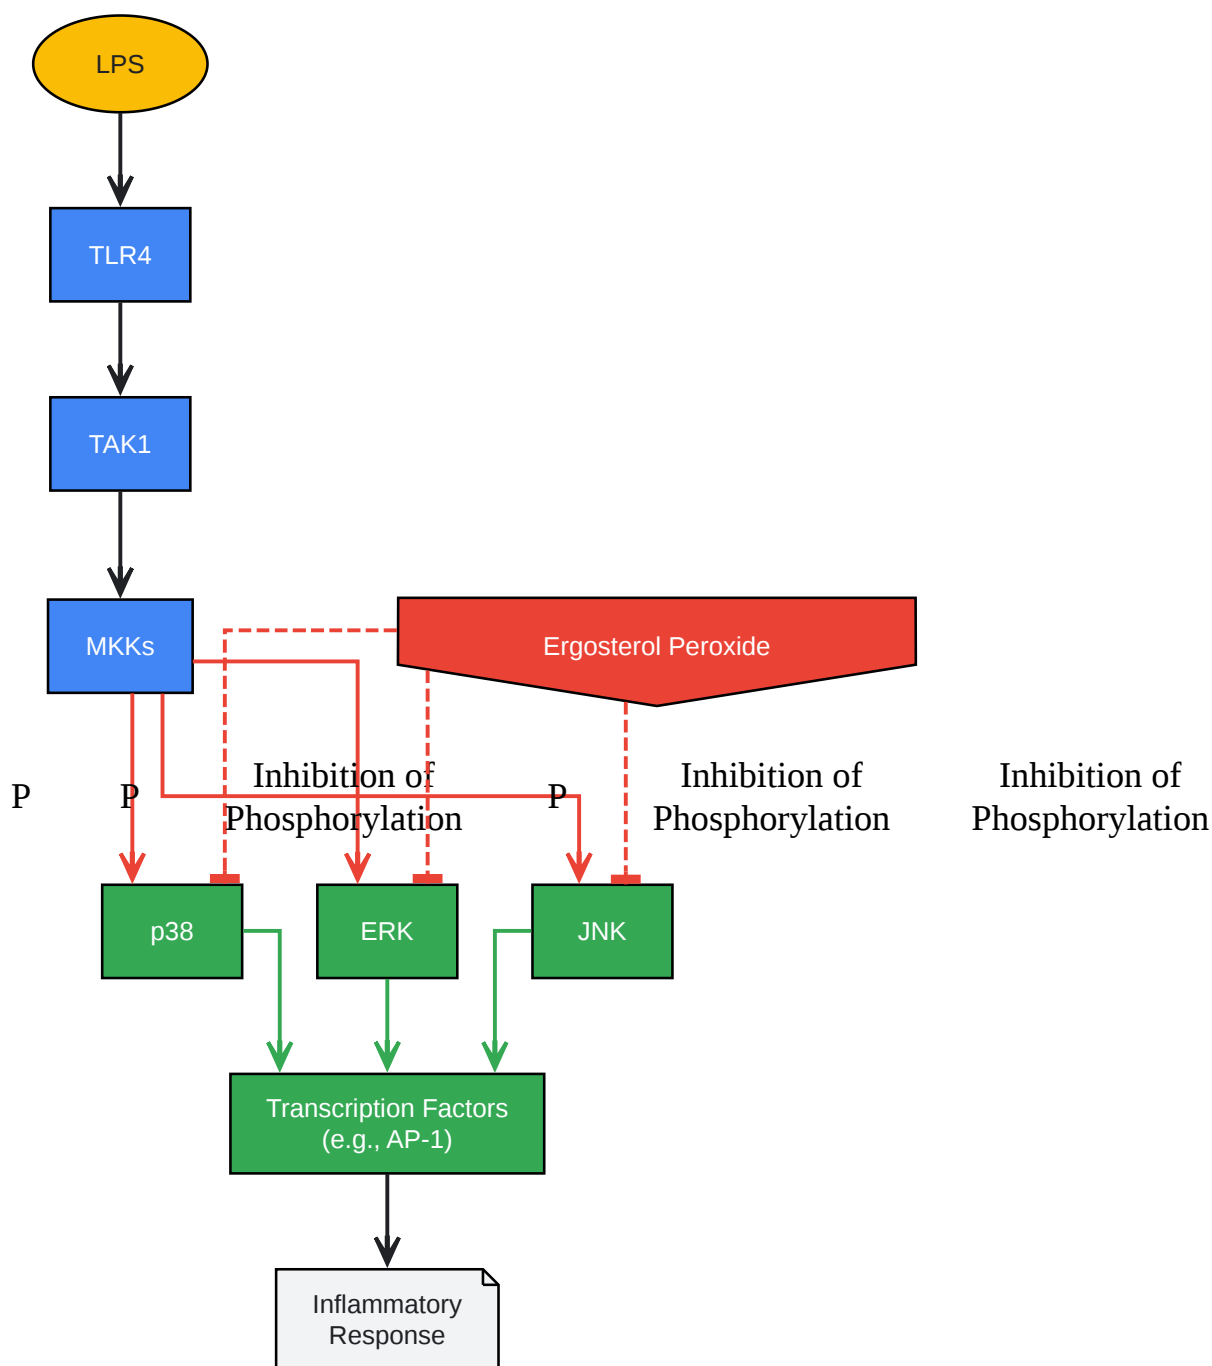 LPS
TLR4
TAK1
MKKs
Ergosterol Peroxide
P
P
Inhibition of
Phosphorylation
P
Inhibition of
Phosphorylation
Inhibition of
Phosphorylation
p38
ERK
JNK
Transcription Factors
(e.g., AP-1)
Inflammatory
Response